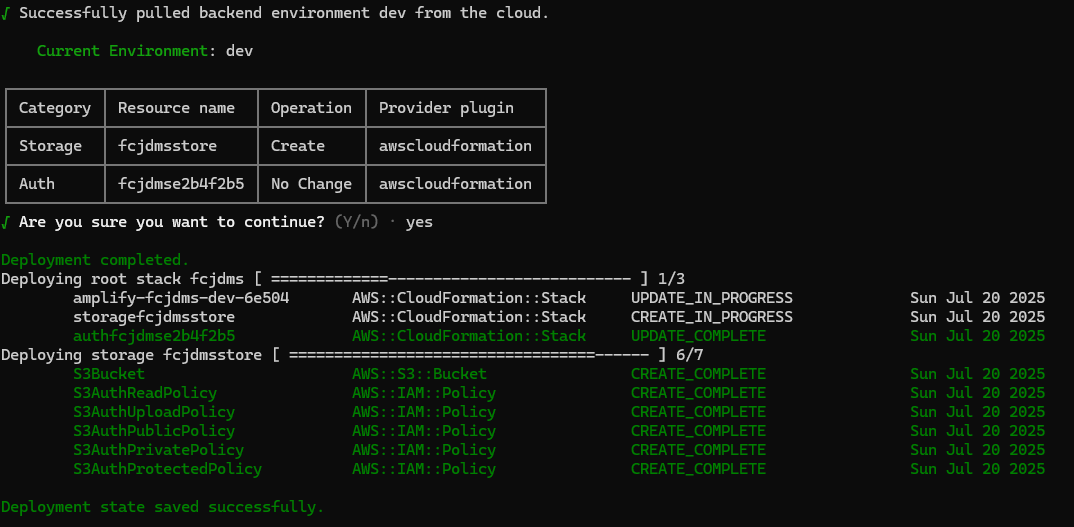 √ Successfully pulled backend environment dev from the cloud.
Current Environment: dev
Category Resource name Operation Provider plugin
Storage fcjdmsstore Create awscloudformation
Auth fcjdmse2b4f2b5 No Change awscloudformation
√ Are you sure you want to continue? (Y/n) · yes
Deployment completed.
Deploying root stack fcjdms [ =============--------------------------- ] 1/3
amplify-fcjdms-dev-6e504 AWS::CloudFormation::Stack UPDATE_IN_PROGRESS Sun Jul 20 2025
storagefcjdmsstore AWS::CloudFormation::Stack CREATE_IN_PROGRESS Sun Jul 20 2025
authfcjdmse2b4f2b5 AWS::CloudFormation::Stack UPDATE_COMPLETE Sun Jul 20 2025
Deploying storage fcjdmsstore [ ==================================------ ] 6/7
S3Bucket AWS::S3::Bucket CREATE_COMPLETE Sun Jul 20 2025
S3AuthReadPolicy AWS::IAM::Policy CREATE_COMPLETE Sun Jul 20 2025
S3AuthUploadPolicy AWS::IAM::Policy CREATE_COMPLETE Sun Jul 20 2025
S3AuthPublicPolicy AWS::IAM::Policy CREATE_COMPLETE Sun Jul 20 2025
S3AuthPrivatePolicy AWS::IAM::Policy CREATE_COMPLETE Sun Jul 20 2025
S3AuthProtectedPolicy AWS::IAM::Policy CREATE_COMPLETE Sun Jul 20 2025
Deployment state saved successfully.